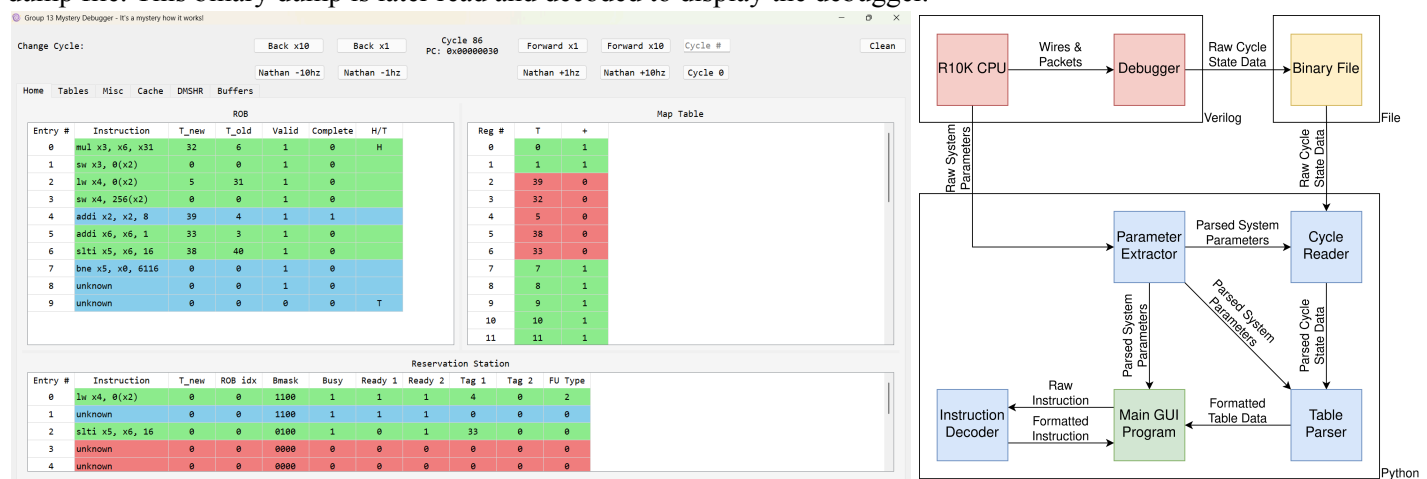 dump file. This binary dump is later read and decoded to display the debugger.
Group 13 Mystery Debugger - It's a mystery how it works!
Change Cycle:
Back x10 Back x1 Cycle 86 Forward x1 Forward x10 Cycle # Clean
PC: 0x00000030
Nathan -10hz Nathan -1hz Nathan +1hz Nathan +10hz Cycle 0
Home Tables Misc Cache DMSHR Buffers
ROB
Entry # Instruction T_new T_old Valid Complete H/T
0 mul x3, x6, x31 32 6 1 0 H
1 sw x3, 0(x2) 0 0 1 0
2 lw x4, 0(x2) 5 31 1 0
3 sw x4, 256(x2) 0 0 1 0
4 addi x2, x2, 8 39 4 1 1
5 addi x6, x6, 1 33 3 1 0
6 slti x5, x6, 16 38 40 1 0
7 bne x5, x0, 6116 0 0 1 0
8 unknown 0 0 1 0
9 unknown 0 0 0 0 T
Map Table
Reg # T +
0 0 1
1 1 1
2 39 0
3 32 0
4 5 0
5 38 0
6 33 0
7 7 1
8 8 1
9 9 1
10 10 1
11 11 1
Reservation Station
Entry # Instruction T_new ROB idx Bmask Busy Ready 1 Ready 2 Tag 1 Tag 2 FU Type
0 lw x4, 0(x2) 0 0 1100 1 1 1 4 0 2
1 unknown 0 0 1100 1 1 1 0 0 0
2 slti x5, x6, 16 0 0 0100 1 0 1 33 0 0
3 unknown 0 0 0000 0 0 0 0 0 0
4 unknown 0 0 0000 0 0 0 0 0 0
R10K CPU
Wires &
Packets
Debugger
Raw Cycle
State Data
Binary File
Verilog
File
Raw System
Parameters
Raw Cycle
State Data
Parameter
Extractor
Parsed System
Parameters
Cycle
Reader
Parsed System
Parameters
Parsed System
Parameters
Parsed Cycle
State Data
Instruction
Decoder
Raw
Instruction
Formatted
Instruction
Main GUI
Program
Formatted
Table Data
Table
Parser
Python